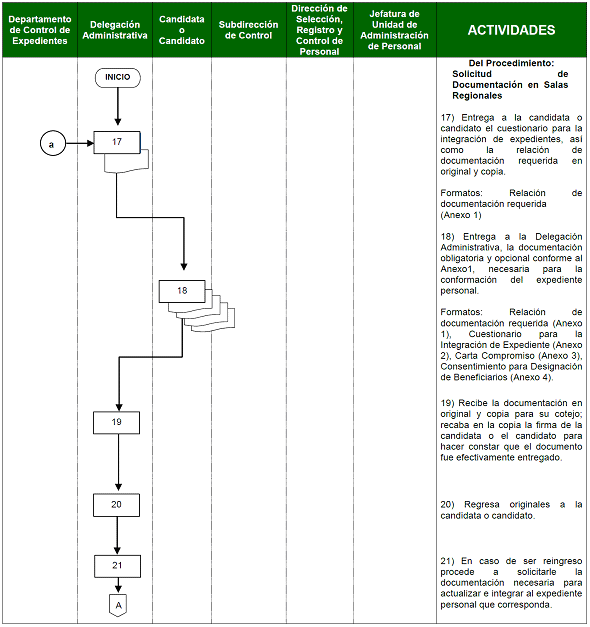 Departamento
de Control de
Expedientes
Delegación
Administrativa
Candidata
o
Candidato
Subdirección
de Control
Dirección de
Selección,
Registro y
Control de
Personal
Jefatura de
Unidad de
Administración
de Personal
ACTIVIDADES
INICIO
a
17
18
19
20
21
A
Del Procedimiento:
Solicitud de
Documentación en Salas
Regionales
17) Entrega a la candidata o
candidato el cuestionario para la
integración de expedientes, así
como la relación de
documentación requerida en
original y copia.
Formatos: Relación de
documentación requerida
(Anexo 1)
18) Entrega a la Delegación
Administrativa, la documentación
obligatoria y opcional conforme al
Anexo1, necesaria para la
conformación del expediente
personal.
Formatos: Relación de
documentación requerida (Anexo
1), Cuestionario para la
Integración de Expediente (Anexo
2), Carta Compromiso (Anexo 3),
Consentimiento para Designación
de Beneficiarios (Anexo 4).
19) Recibe la documentación en
original y copia para su cotejo;
recaba en la copia la firma de la
candidata o el candidato para
hacer constar que el documento
fue efectivamente entregado.
20) Regresa originales a la
candidata o candidato.
21) En caso de ser reingreso
procede a solicitarle la
documentación necesaria para
actualizar e integrar al expediente
personal que corresponda.